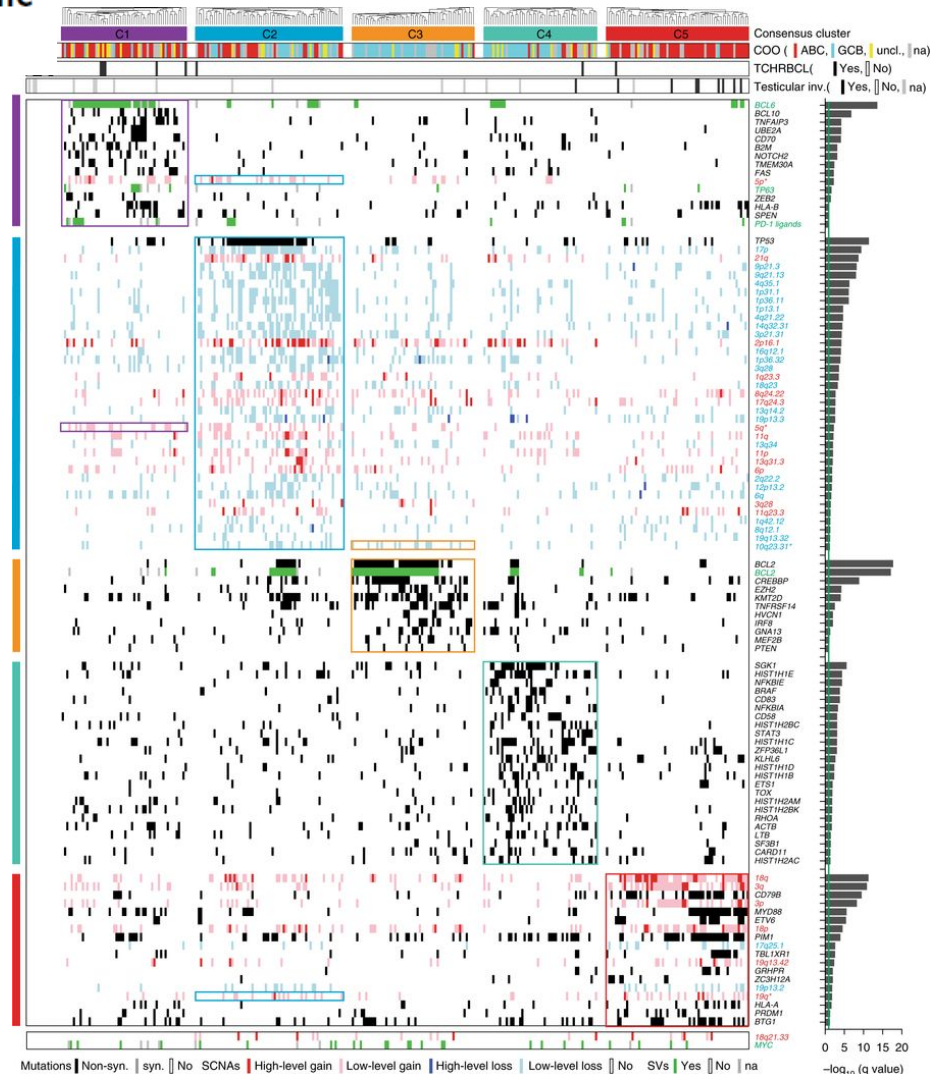 C1 C2 C3 C4 C5 Consensus cluster
COO ( ABC, GCB, uncl., na)
TCHRBCL( Yes, No)
Testicular inv.( Yes, No, na)
BCL6
BCL10
TNFAIP3
UBE2A
CD70
B2M
NOTCH2
TMEM30A
FAS
5p*
TP63
ZEB2
HLA-B
SPEN
PD-1 ligands
TP53
17p
21q
9p21.3
9q21.13
4q35.1
1p31.1
1p36.11
1p13.1
4q21.22
14q32.31
3p21.31
2p16.1
16q12.1
1p36.32
3q28
1q23.3
18q23
8q24.22
17q24.3
13q14.2
19p13.3
5q*
11q
13q34
11p
13q31.3
6p
2q22.2
12p13.2
6q
3q28
11q23.3
1q42.12
8q12.1
19q13.32
10q23.31*
BCL2
BCL2
CREBBP
EZH2
KMT2D
TNFRSF14
HVCN1
IRF8
GNA13
MEF2B
PTEN
SGK1
HIST1H1E
NFKBIE
BRAF
CD83
NFKBIA
CD58
HIST1H2BC
STAT3
HIST1H1C
ZFP36L1
KLHL6
HIST1H1D
HIST1H1B
ETS1
TOX
HIST1H2AM
HIST1H2BK
RHOA
ACTB
LTB
SF3B1
CARD11
HIST1H2AC
18q
3q
CD79B
3p
MYD88
ETV6
18p
PIM1
17q25.1
TBL1XR1
19q13.42
GRHPR
ZC3H12A
19p13.2
19q*
HLA-A
PRDM1
BTG1
18q21.33
MYC
0 5 10 15 20
Mutations Non-syn. syn. No SCNAs High-level gain Low-level gain High-level loss Low-level loss No SVs Yes No na
–log10 (q value)